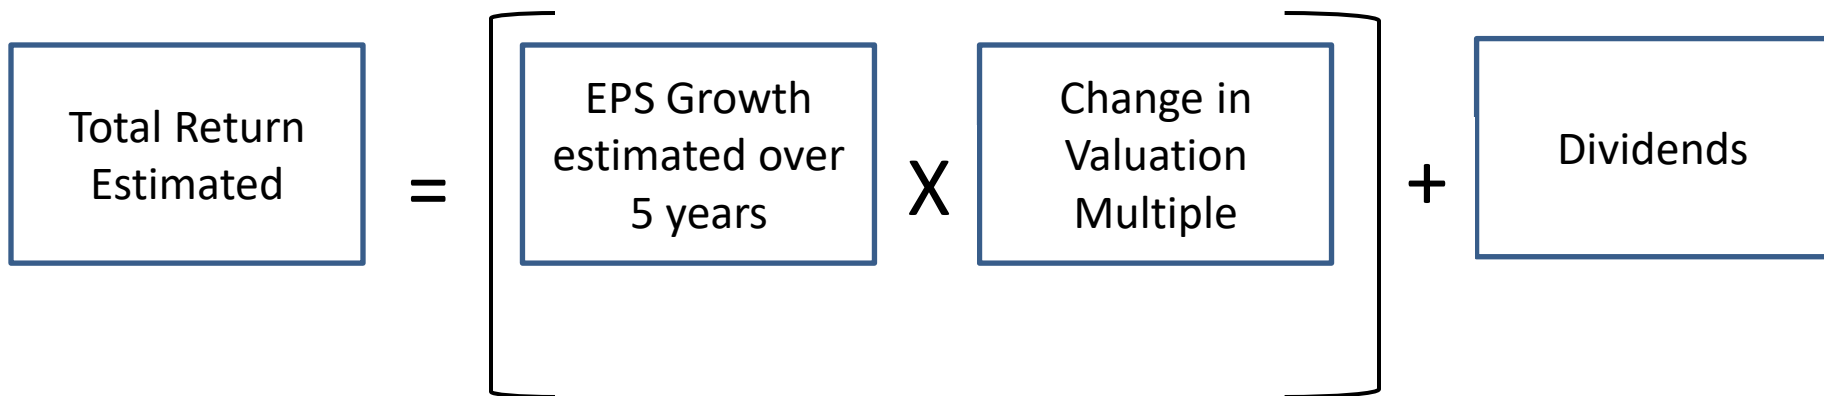 Total Return
Estimated
=
EPS Growth
estimated over
5 years
X
Change in
Valuation
Multiple
+
Dividends